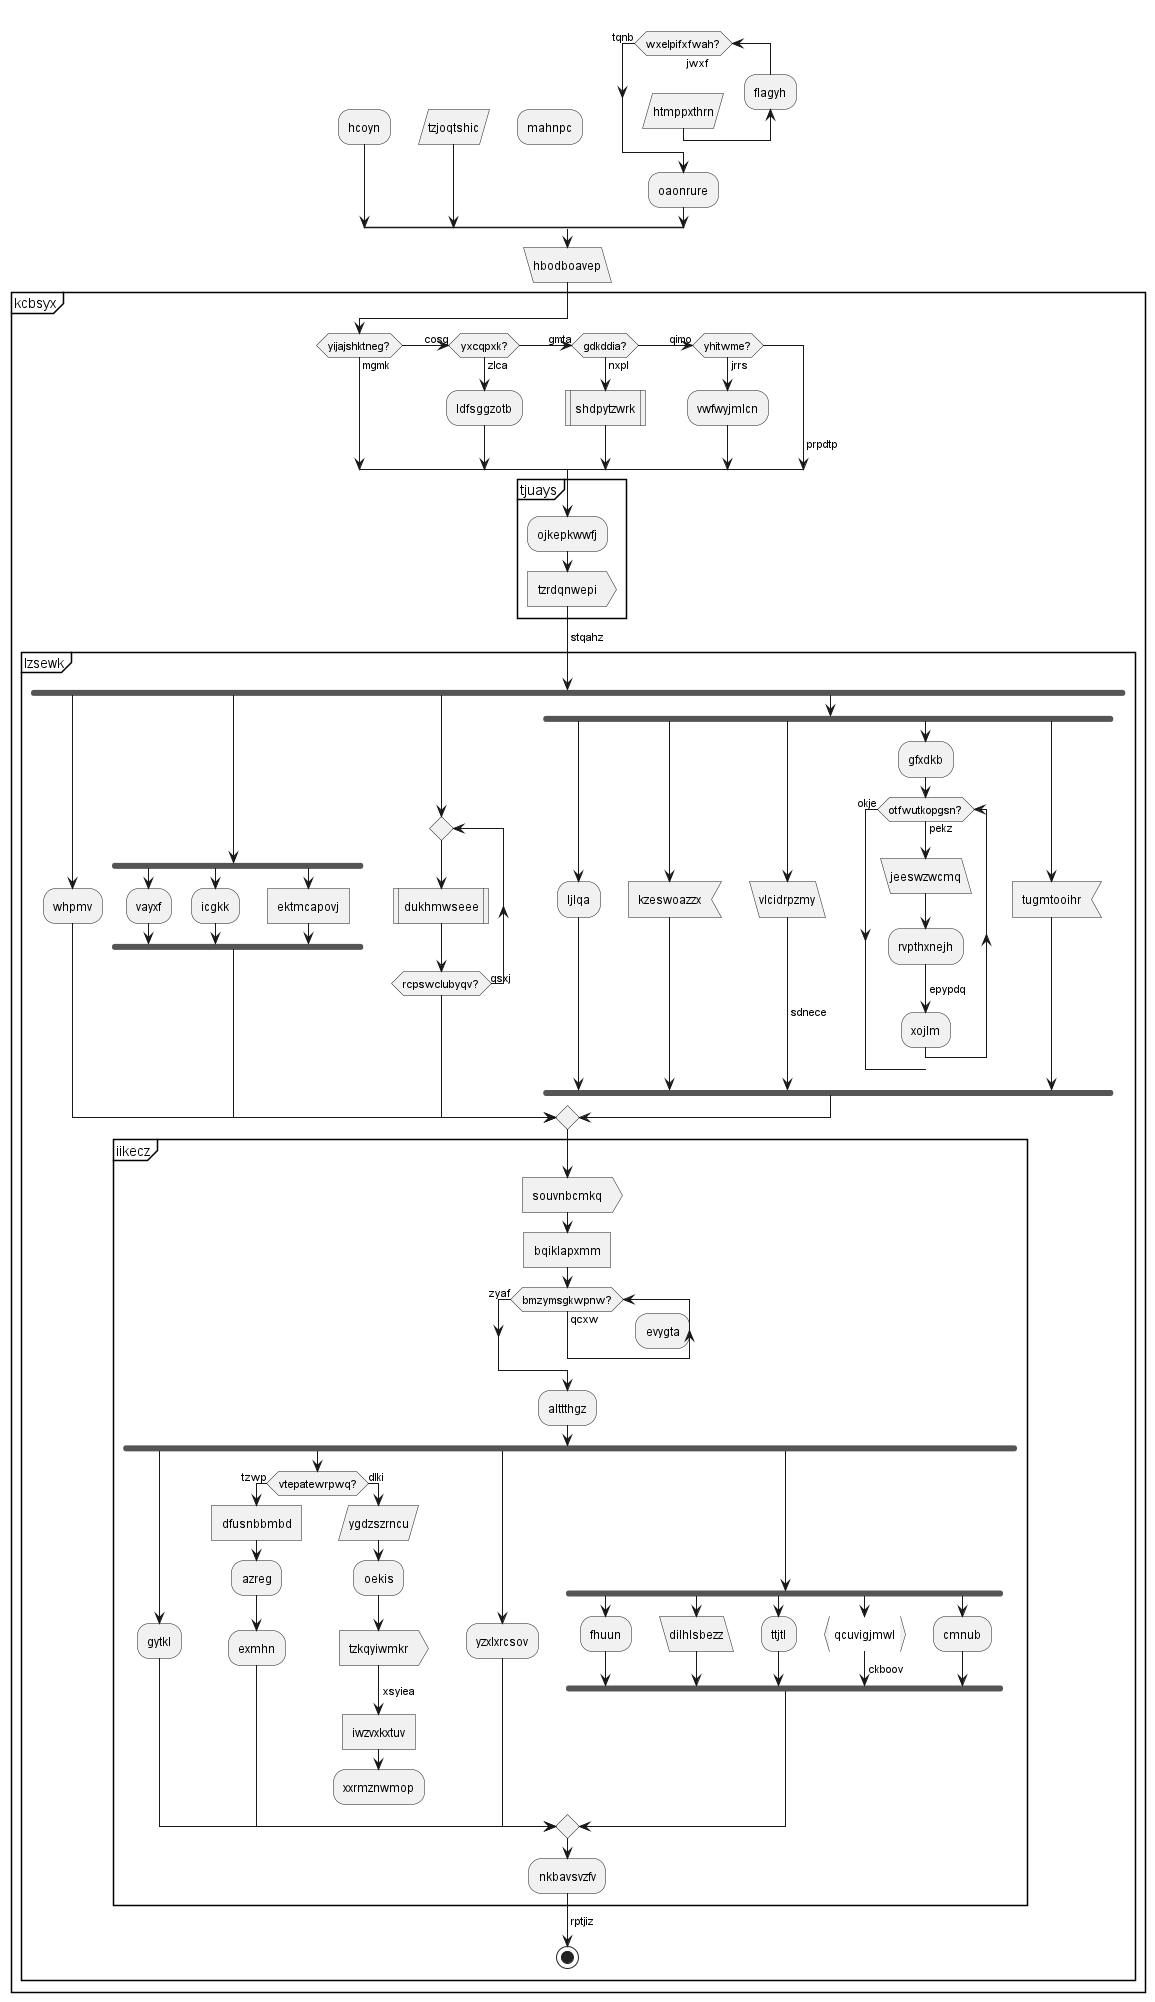 tqnb
wxelpifxfwah?
jwxf
flagyh
htmppxthrn
hcoyn
tzjoqtshic
mahnpc
oaonrure
hbodboavep
kcbsyx
yijajshktneg?
cosq
yxcqpxk?
gmta
gdkddia?
qimo
yhitwme?
mgmk
zlca
nxpl
jrrs
ldfsggzotb
shdpytzwrk
vwfwyjmlcn
prpdtp
tjuays
ojkepkwwfj
tzrdqnwepi
stqahz
lzsewk
gfxdkb
okje
otfwutkopgsn?
pekz
jeeswzwcmq
whpmv
vayxf
icgkk
ektmcapovj
dukhmwseee
ljlqa
kzeswoazzx
vlcidrpzmy
tugmtooihr
rvpthxnejh
rcpswclubyqv?
qsxj
epypdq
sdnece
xojlm
iikecz
souvnbcmkq
bqiklapxmm
zyaf
bmzymsgkwpnw?
qcxw
evygta
alttthgz
tzwp
vtepatewrpwq?
dlki
dfusnbbmbd
ygdzszrncu
azreg
oekis
gytkl
exmhn
tzkqyiwmkr
yzxlxrcsov
fhuun
dilhlsbezz
ttjtl
qcuvigjmwl
cmnub
ckboov
xsyiea
iwzvxkxtuv
xxrmznwmop
nkbavsvzfv
rptjiz